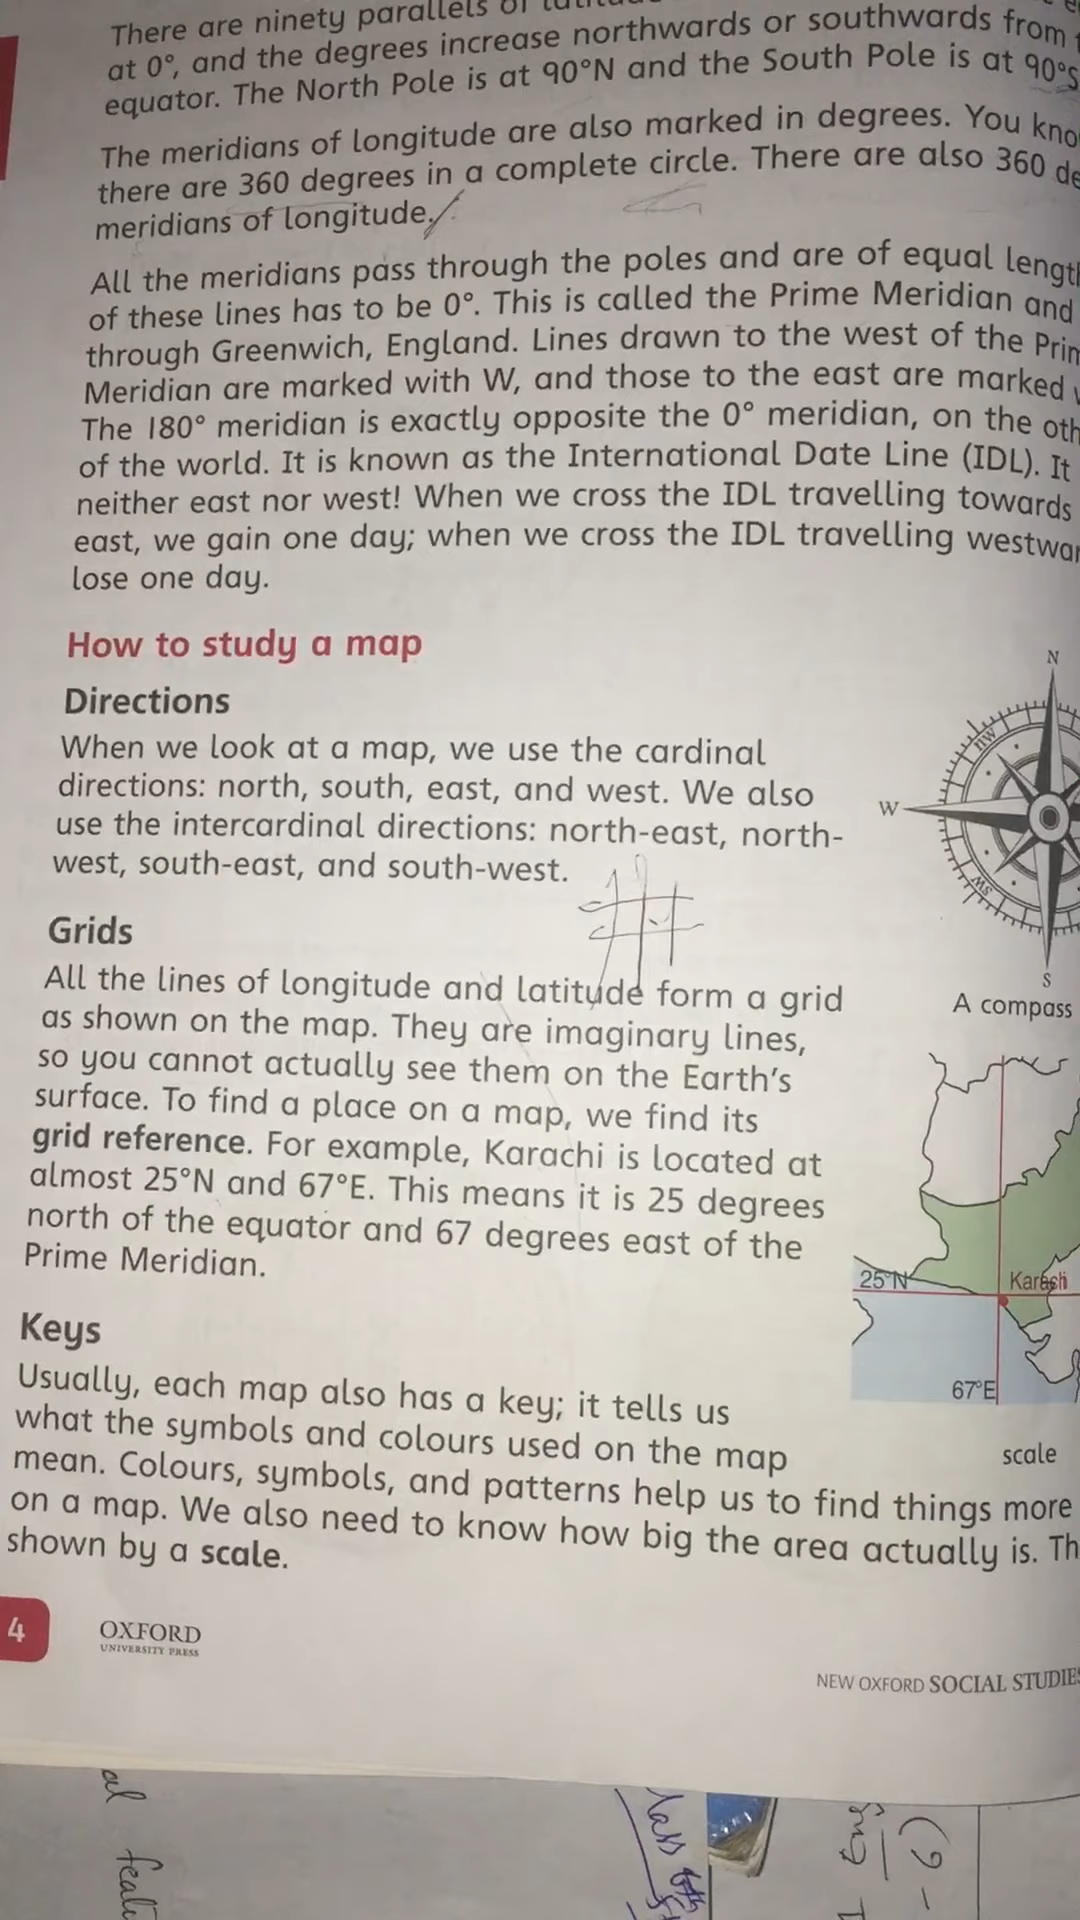 There are ninety parallels of
at 0°, and the degrees increase northwards or southwards from
equator. The North Pole is at 90°N and the South Pole is at 90°S
The meridians of longitude are also marked in degrees. You kno
there are 360 degrees in a complete circle. There are also 360 de
meridians of longitude.
All the meridians pass through the poles and are of equal lengt
of these lines has to be 0°. This is called the Prime Meridian and
through Greenwich, England. Lines drawn to the west of the Prim
Meridian are marked with W, and those to the east are marked
The 180° meridian is exactly opposite the 0° meridian, on the oth
of the world. It is known as the International Date Line (IDL). It
neither east nor west! When we cross the IDL travelling towards
east, we gain one day; when we cross the IDL travelling westwar
lose one day.
How to study a map
Directions
When we look at a map, we use the cardinal
directions: north, south, east, and west. We also
use the intercardinal directions: north-east, north-
west, south-east, and south-west.
N
NW
W
SW
S
A compass
Grids
All the lines of longitude and latitude form a grid
as shown on the map. They are imaginary lines,
so you cannot actually see them on the Earth's
surface. To find a place on a map, we find its
grid reference. For example, Karachi is located at
almost 25°N and 67°E. This means it is 25 degrees
north of the equator and 67 degrees east of the
Prime Meridian.
25°N
Karachi
67°E
scale
Keys
Usually, each map also has a key; it tells us
what the symbols and colours used on the map
mean. Colours, symbols, and patterns help us to find things more
on a map. We also need to know how big the area actually is. Th
shown by a scale.
4
OXFORD
UNIVERSITY PRESS
NEW OXFORD SOCIAL STUDIES